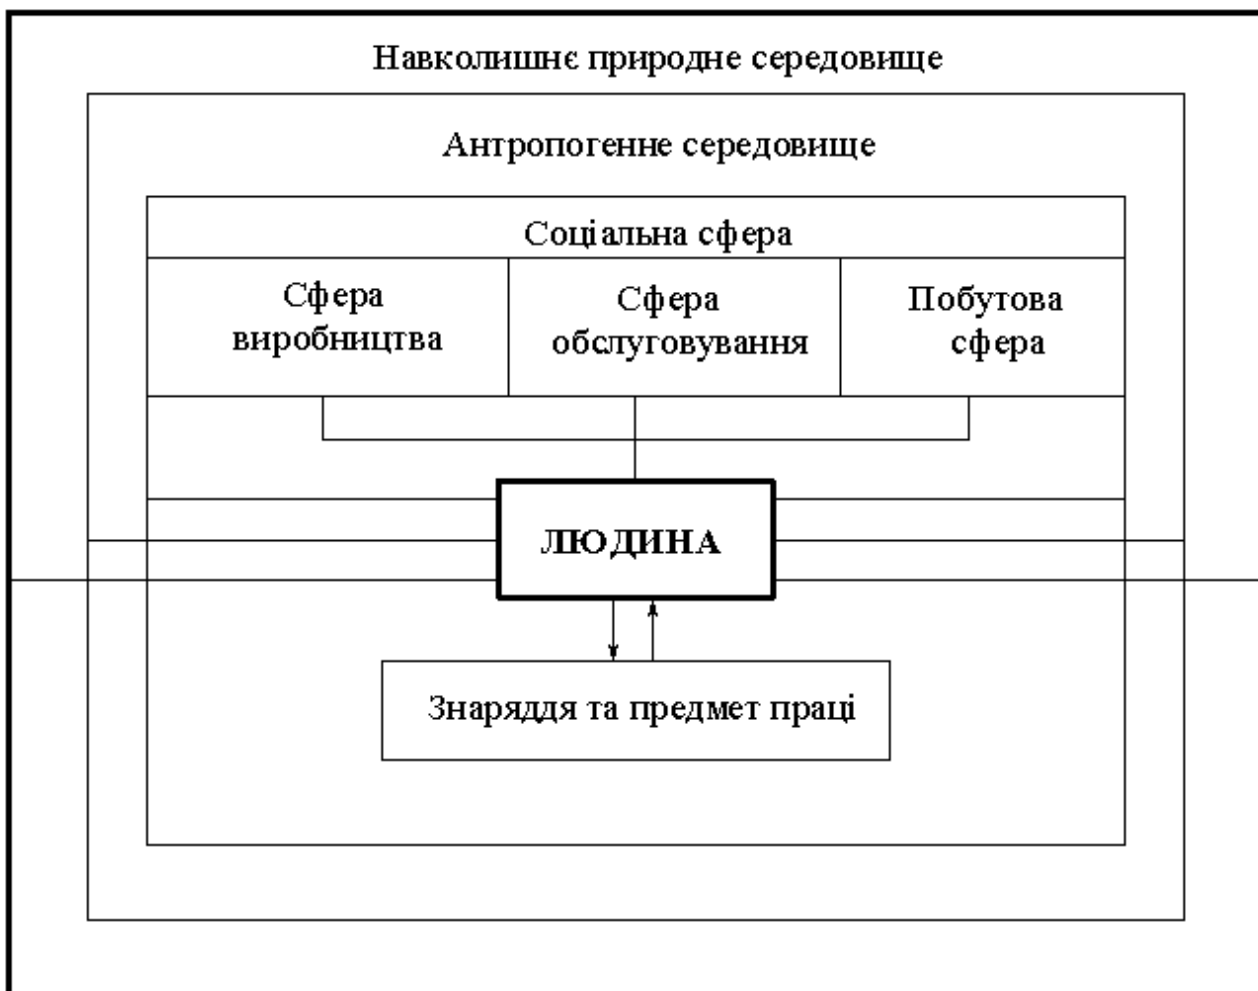 Навколишнє природне середовище
Антропогенне середовище
Соціальна сфера
Сфера
виробництва
Сфера
обслуговування
Побутова
сфера
ЛЮДИНА
Знаряддя та предмет праці